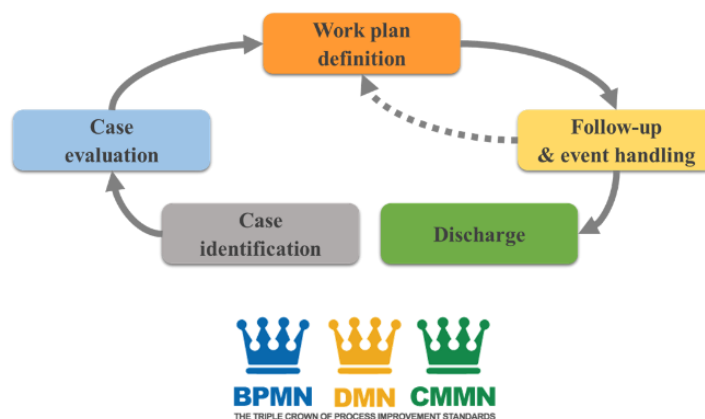 Work plan
definition
Case
evaluation
Follow-up
& event handling
Case
identification
Discharge
BPMN DMN CMMN
THE TRIPLE CROWN OF PROCESS IMPROVEMENT STANDARDS